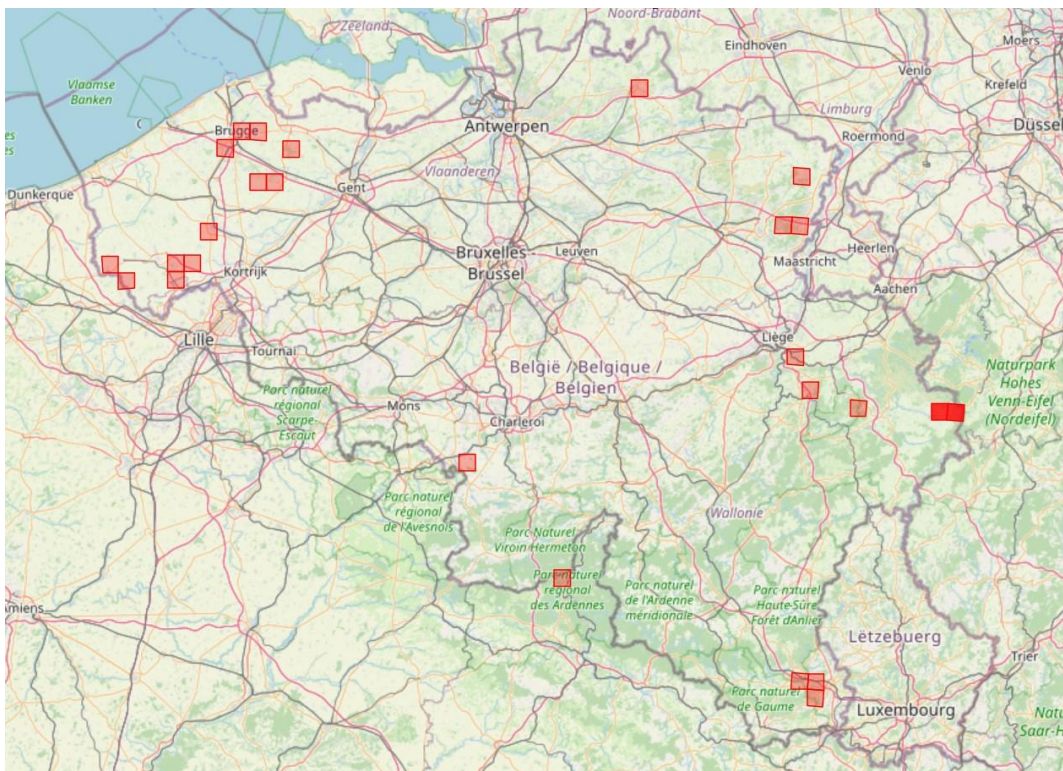 Noord-Brabant
Zeeland
Eindhoven
Moers
Venlo
Krefeld
Vlaamse
Banken
Limburg
Antwerpen
Düssel
Brugge
Roermond
Vlaanderen
Gent
Dunkerque
Bruxelles -
Brussel
Leuven
Heerlen
Maastricht
Kortrijk
Aachen
Lille
Tournai
Liège
België / Belgique /
Belgien
Naturpark
Hohes
Venn-Eifel
(Nordeifel)
Parc naturel
régional
Scarpe-
Escaut
Mons
Charleroi
Parc naturel
régional
de l'Avesnois
Wallonie
Parc Naturel
Viroin Hermeton
Parc naturel
régional
des Ardennes
Parc naturel
de l'Ardenne
méridionale
Parc naturel
Haute-Sûre
Forêt d'Anlier
Amiens
Lëtzebuerg
Trier
Parc naturel
de Gaume
Luxembourg
Natu
Saar-H